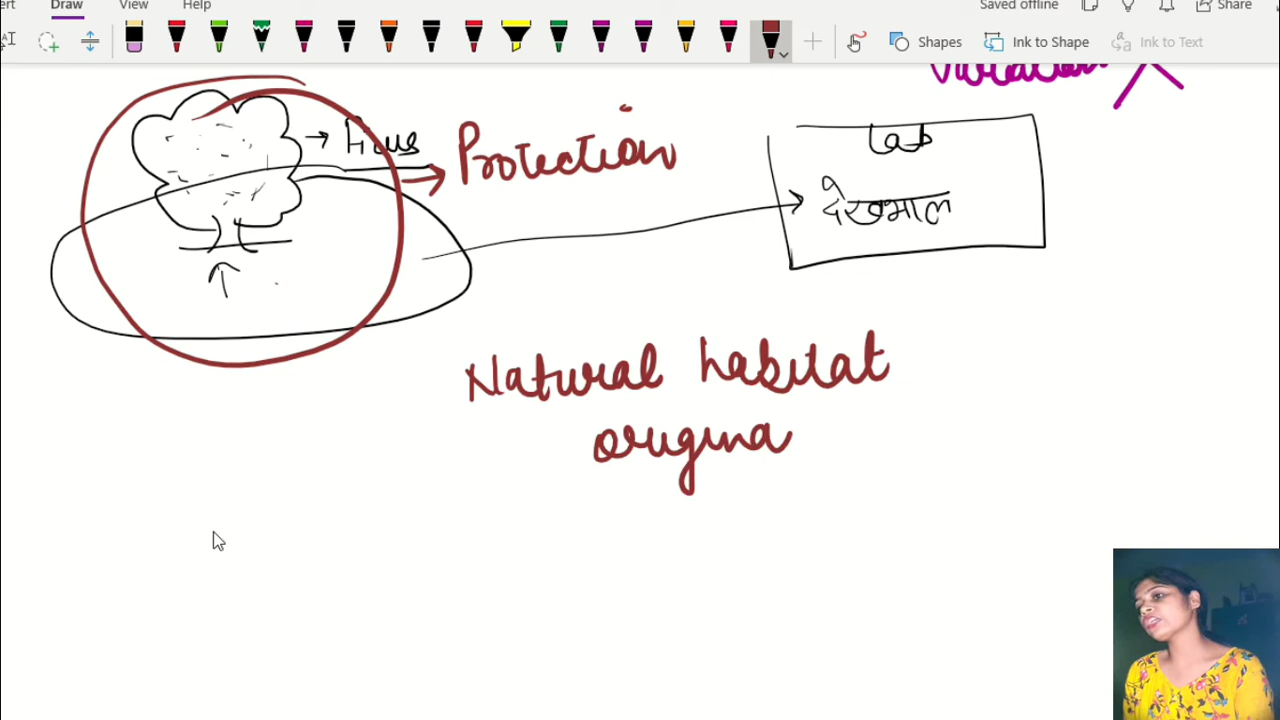 Draw View Help Saved offline Share
Shapes Ink to Shape Ink to Text
Protection
lab
देखभाल
Natural habitat
origina